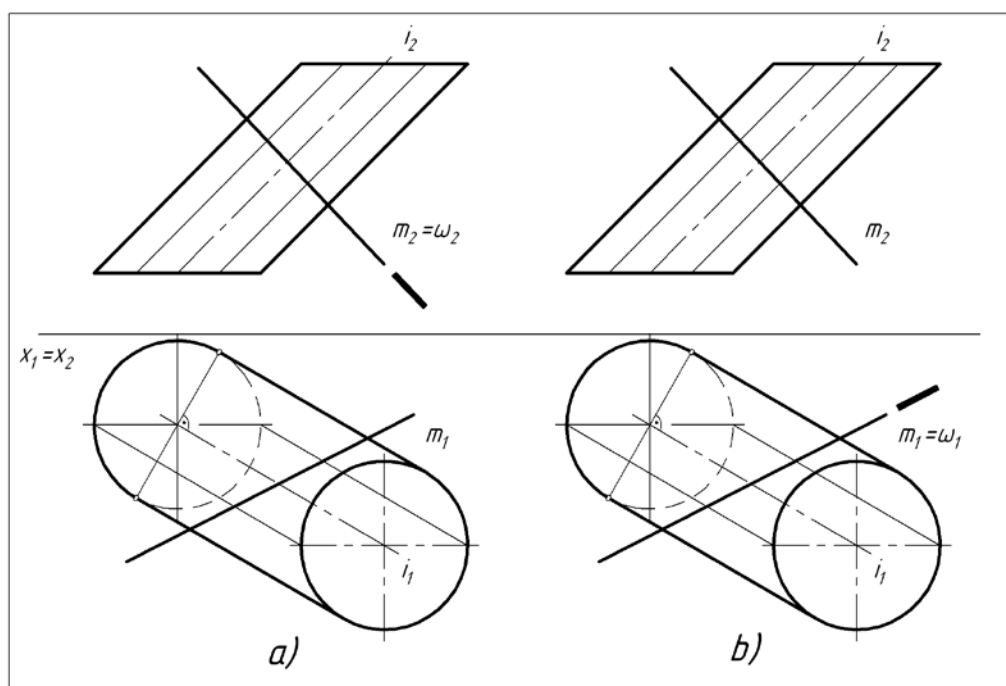 i₂ i₂
m₂=ω₂ m₂
x₁=x₂
m₁ m₁=ω₁
i₁ i₁
a) b)